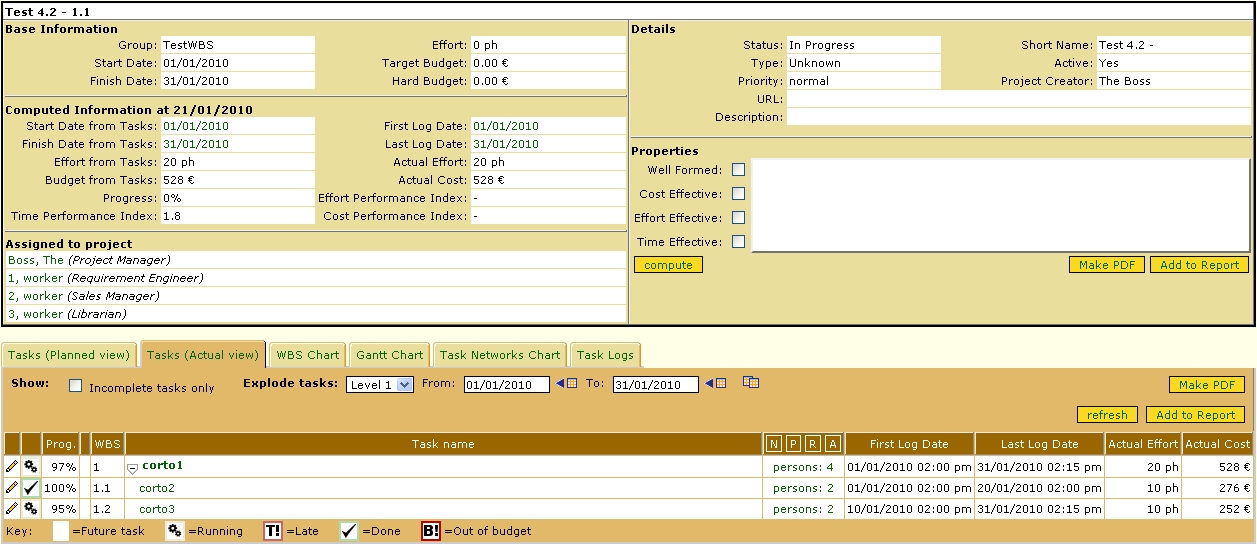 Test 4.2 - 1.1
Base Information
Group: TestWBS Effort: 0 ph
Start Date: 01/01/2010 Target Budget: 0.00 €
Finish Date: 31/01/2010 Hard Budget: 0.00 €
Computed Information at 21/01/2010
Start Date from Tasks: 01/01/2010 First Log Date: 01/01/2010
Finish Date from Tasks: 31/01/2010 Last Log Date: 31/01/2010
Effort from Tasks: 20 ph Actual Effort: 20 ph
Budget from Tasks: 528 € Actual Cost: 528 €
Progress: 0% Effort Performance Index: -
Time Performance Index: 1.8 Cost Performance Index: -
Assigned to project
Boss, The (Project Manager)
1, worker (Requirement Engineer)
2, worker (Sales Manager)
3, worker (Librarian)
Details
Status: In Progress Short Name: Test 4.2 -
Type: Unknown Active: Yes
Priority: normal Project Creator: The Boss
URL:
Description:
Properties
Well Formed:
Cost Effective:
Effort Effective:
Time Effective:
compute Make PDF Add to Report
Tasks (Planned view) Tasks (Actual view) WBS Chart Gantt Chart Task Networks Chart Task Logs
Show: Incomplete tasks only Explode tasks: Level 1 From: 01/01/2010 To: 31/01/2010 Make PDF
refresh Add to Report
Prog. WBS Task name N P R A First Log Date Last Log Date Actual Effort Actual Cost
97% 1 corto1 persons: 4 01/01/2010 02:00 pm 31/01/2010 02:15 pm 20 ph 528 €
100% 1.1 corto2 persons: 2 01/01/2010 02:00 pm 20/01/2010 02:00 pm 10 ph 276 €
95% 1.2 corto3 persons: 2 10/01/2010 02:00 pm 31/01/2010 02:15 pm 10 ph 252 €
Key: =Future task =Running T! =Late =Done B! =Out of budget